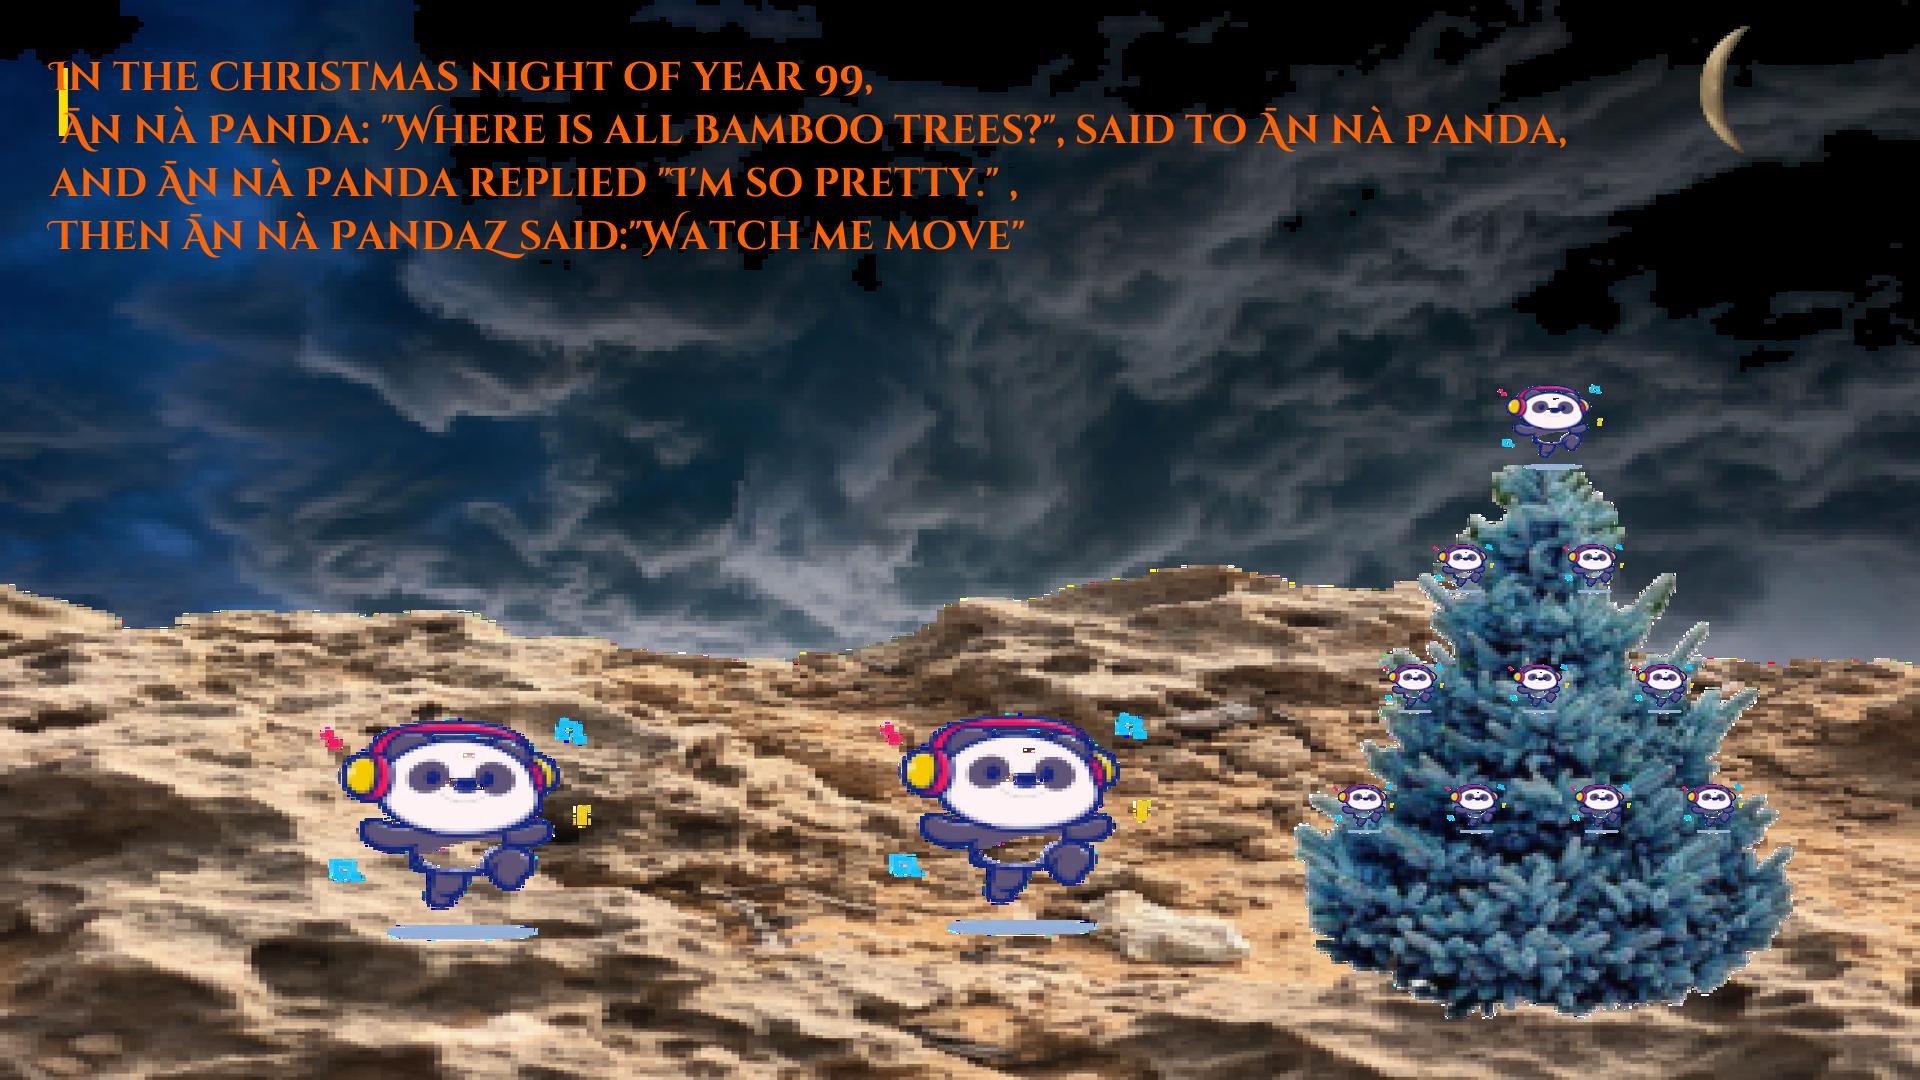 In the Christmas night of year 99,
Ān Nà Panda: "Where is all bamboo trees?", said to Ān Nà Panda,
and Ān Nà Panda replied "I'm so pretty." ,
Then Ān Nà PandaZ said:"Watch me move"